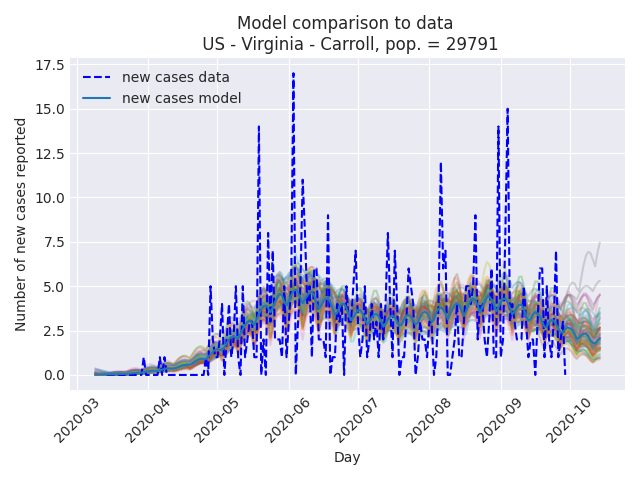 Model comparison to data
US - Virginia - Carroll, pop. = 29791
17.5
15.0
12.5
10.0
7.5
5.0
2.5
0.0
Number of new cases reported
new cases data
new cases model
2020-03
2020-04
2020-05
2020-06
2020-07
2020-08
2020-09
2020-10
Day